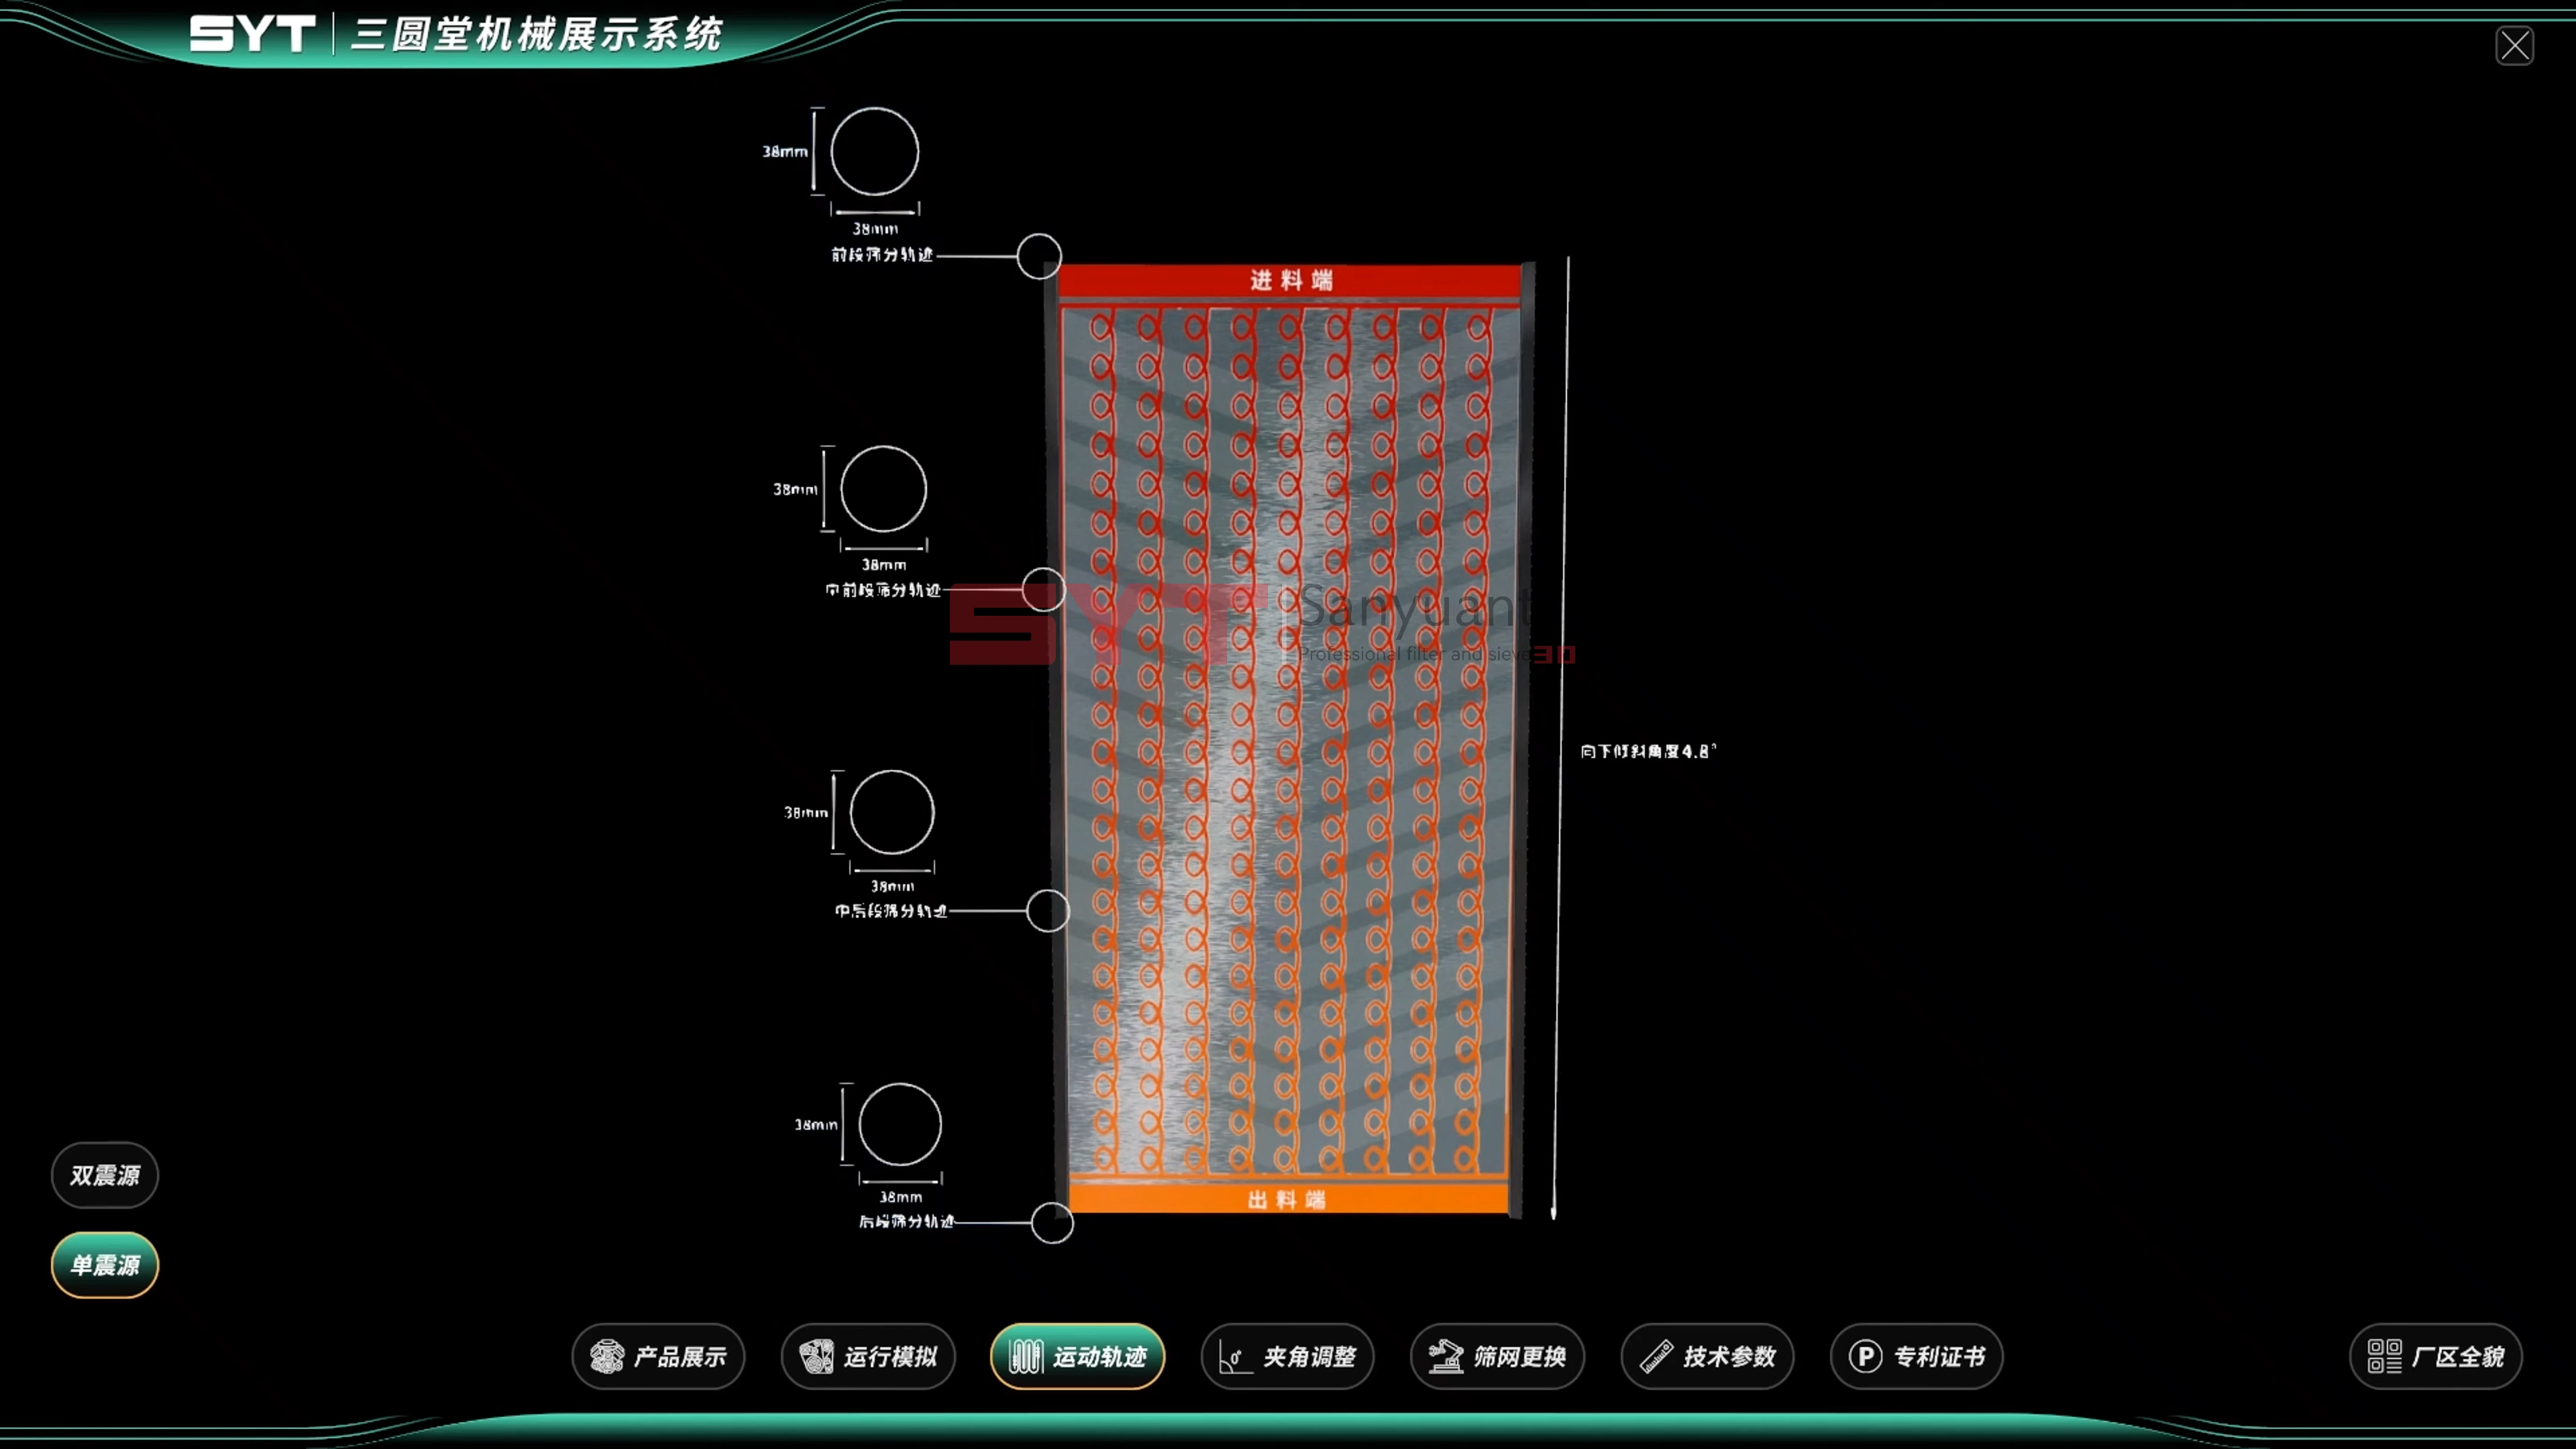 SYT 三圆堂机械展示系统
38mm
38mm
前段筛分轨迹
进料端
38mm
38mm
中前段筛分轨迹
SYT Sanyuant
Professional filter and sieve
向下倾斜角度4.8°
38mm
38mm
中后段筛分轨迹
38mm
38mm
后段筛分轨迹
出料端
双震源
单震源
产品展示
运行模拟
运动轨迹
0°
夹角调整
筛网更换
技术参数
P 专利证书
厂区全貌